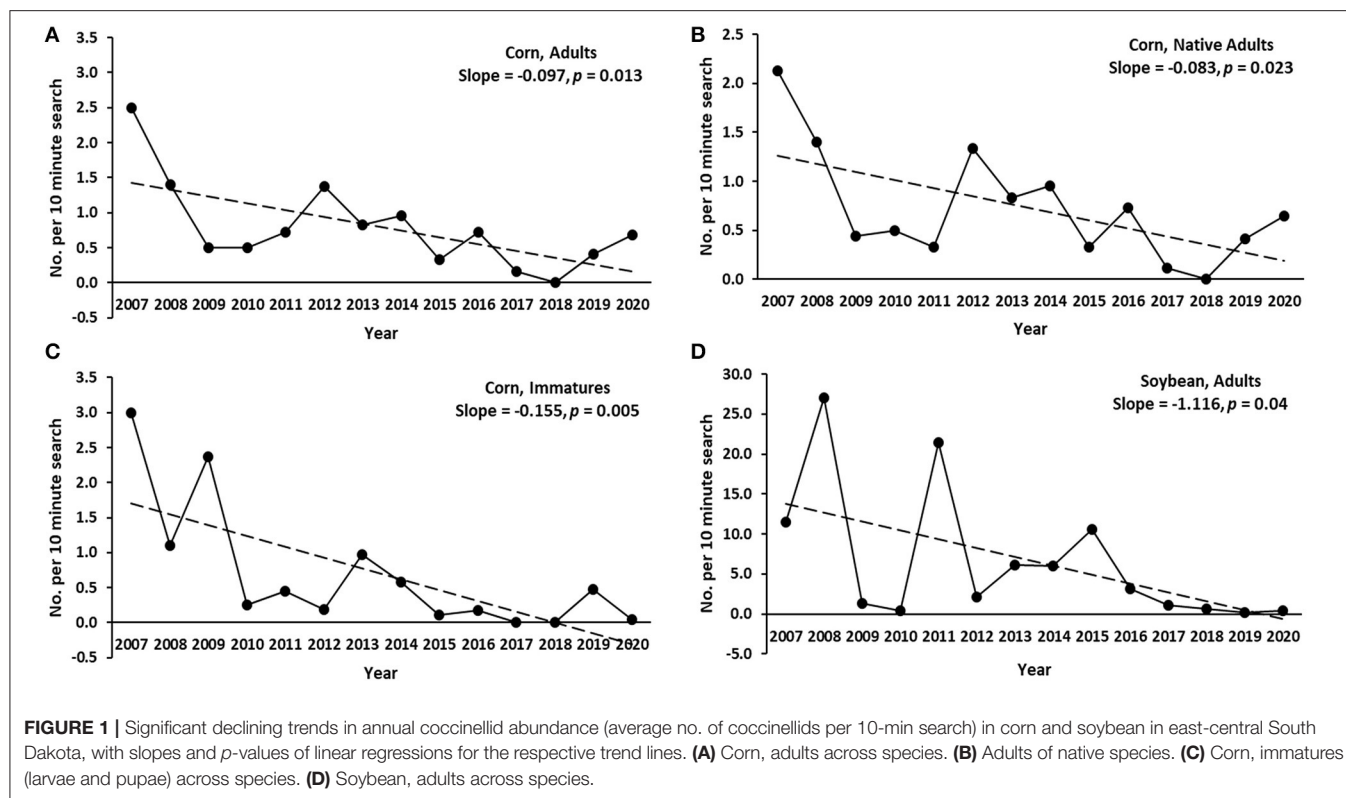 A
Corn, Adults
Slope = -0.097, p = 0.013
No. per 10 minute search
3.5
3.0
2.5
2.0
1.5
1.0
0.5
0.0
-0.5
2007 2008 2009 2010 2011 2012 2013 2014 2015 2016 2017 2018 2019 2020
Year
B
Corn, Native Adults
Slope = -0.083, p = 0.023
No. per 10 minute search
2.5
2.0
1.5
1.0
0.5
0.0
2007 2008 2009 2010 2011 2012 2013 2014 2015 2016 2017 2018 2019 2020
Year
C
Corn, Immatures
Slope = -0.155, p = 0.005
No. per 10 minute search
3.5
3.0
2.5
2.0
1.5
1.0
0.5
0.0
-0.5
2007 2008 2009 2010 2011 2012 2013 2014 2015 2016 2017 2018 2019 2020
Year
D
Soybean, Adults
Slope = -1.116, p = 0.04
No. per 10 minute search
30.0
25.0
20.0
15.0
10.0
5.0
0.0
-5.0
2007 2008 2009 2010 2011 2012 2013 2014 2015 2016 2017 2018 2019 2020
Year
FIGURE 1 | Significant declining trends in annual coccinellid abundance (average no. of coccinellids per 10-min search) in corn and soybean in east-central South
Dakota, with slopes and p-values of linear regressions for the respective trend lines. (A) Corn, adults across species. (B) Adults of native species. (C) Corn, immatures
(larvae and pupae) across species. (D) Soybean, adults across species.